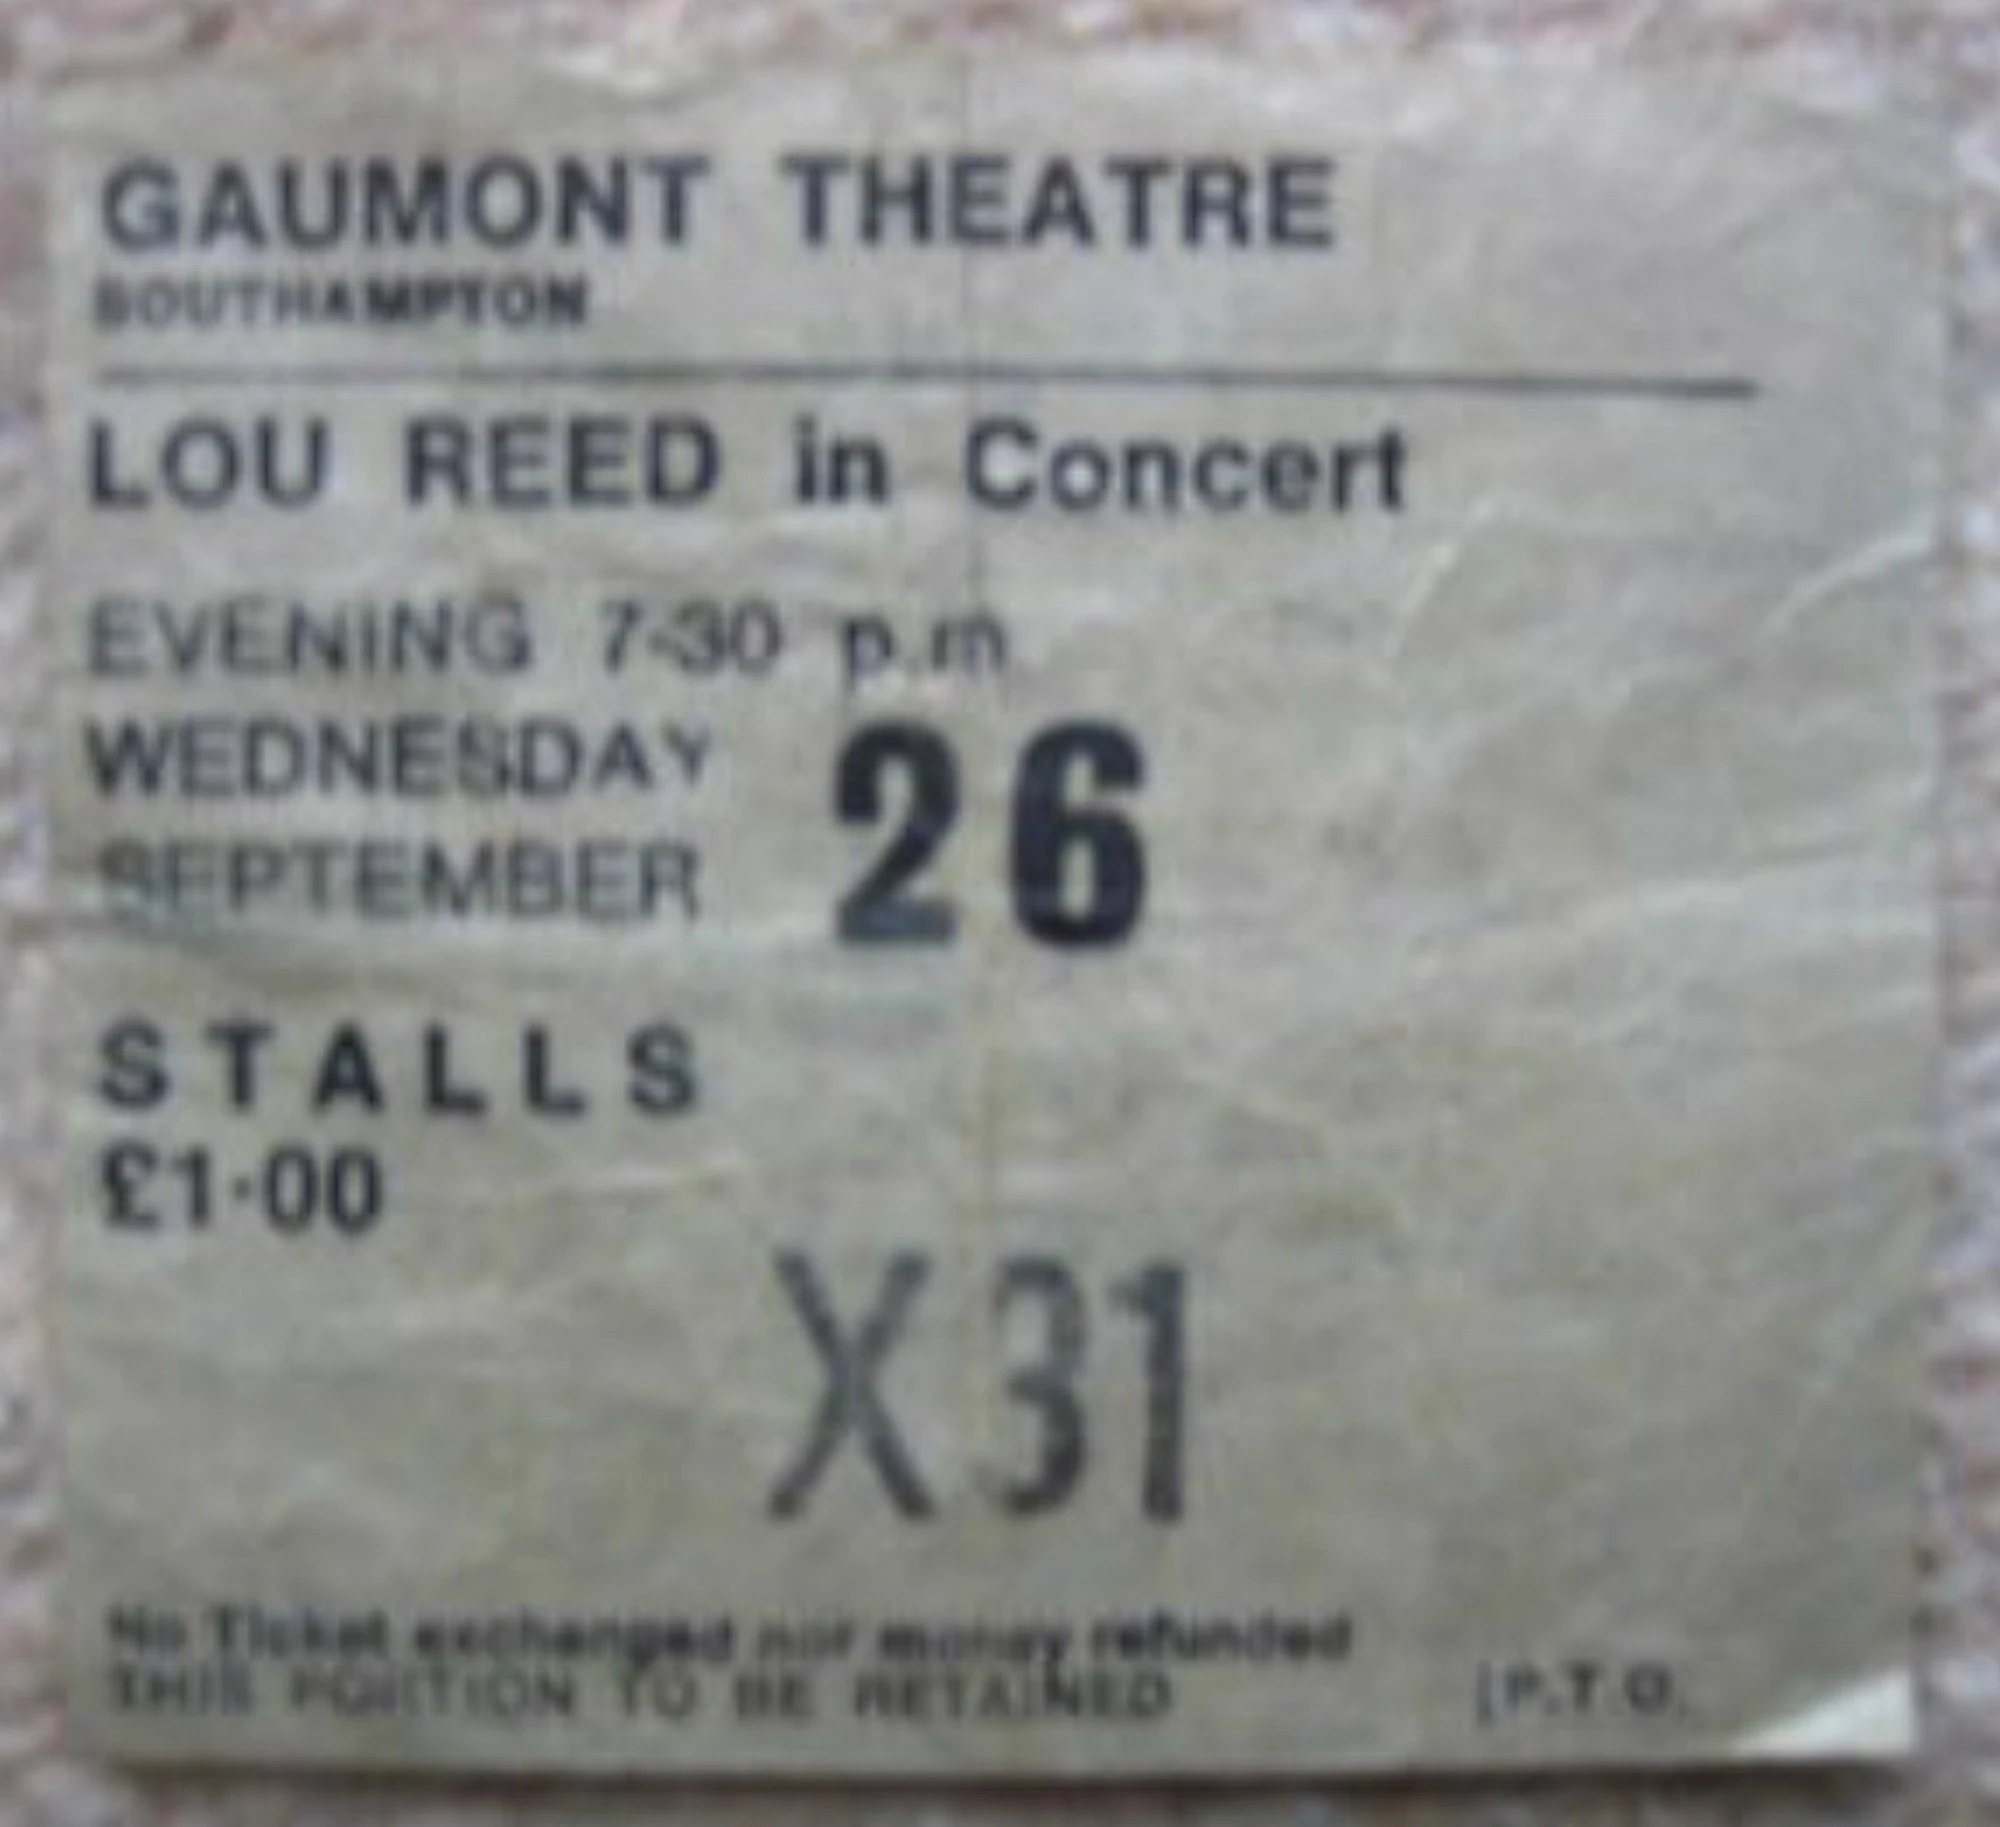 GAUMONT THEATRE
SOUTHAMPTON
LOU REED in Concert
EVENING 7-30 p.m
WEDNESDAY
SEPTEMBER 26
STALLS
£1·00
X31
No Ticket exchanged nor money refunded
THIS PORTION TO BE RETAINED [P.T.O.